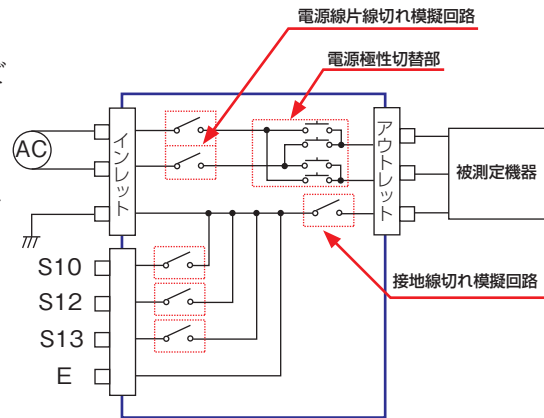 電源線片線切れ模擬回路
電源極性切替部
インレット
アウトレット
AC
被測定機器
接地線切れ模擬回路
S10
S12
S13
E